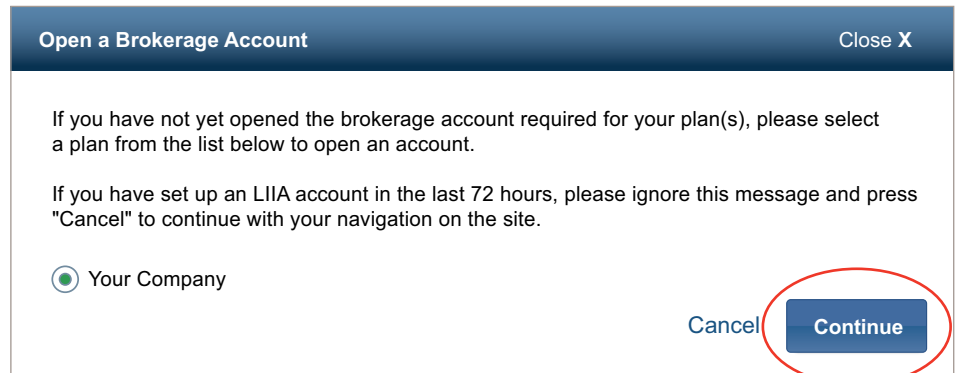 Open a Brokerage Account Close X
If you have not yet opened the brokerage account required for your plan(s), please select
a plan from the list below to open an account.
If you have set up an LIIA account in the last 72 hours, please ignore this message and press
"Cancel" to continue with your navigation on the site.
Your Company
Cancel Continue